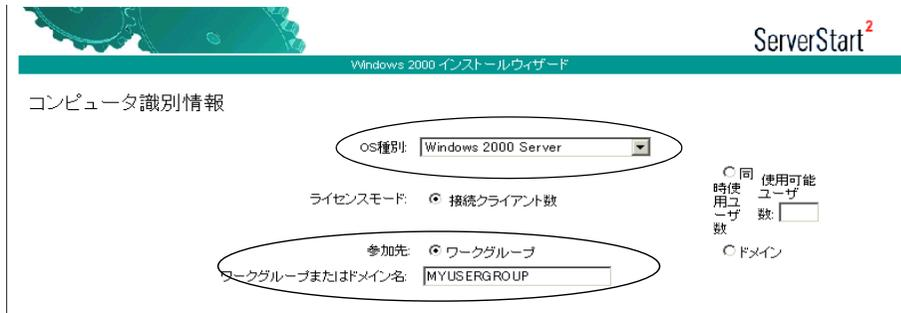 ServerStart2
Windows 2000 インストールウィザード
コンピュータ識別情報
OS種別: Windows 2000 Server
ライセンスモード: 接続クライアント数 同時使用ユーザ数 使用可能ユーザ数:
参加先: ワークグループ ドメイン
ワークグループまたはドメイン名: MYUSERGROUP